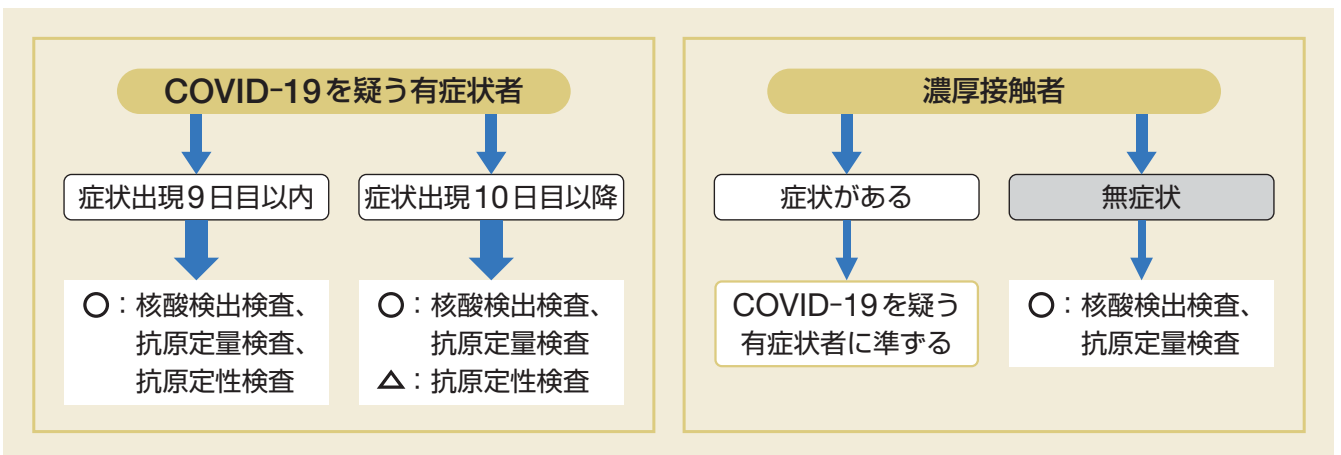 COVID-19を疑う有症状者
症状出現9日目以内
症状出現10日目以降
○：核酸検出検査、
抗原定量検査、
抗原定性検査
○：核酸検出検査、
抗原定量検査
△：抗原定性検査
濃厚接触者
症状がある
無症状
COVID-19を疑う
有症状者に準ずる
○：核酸検出検査、
抗原定量検査